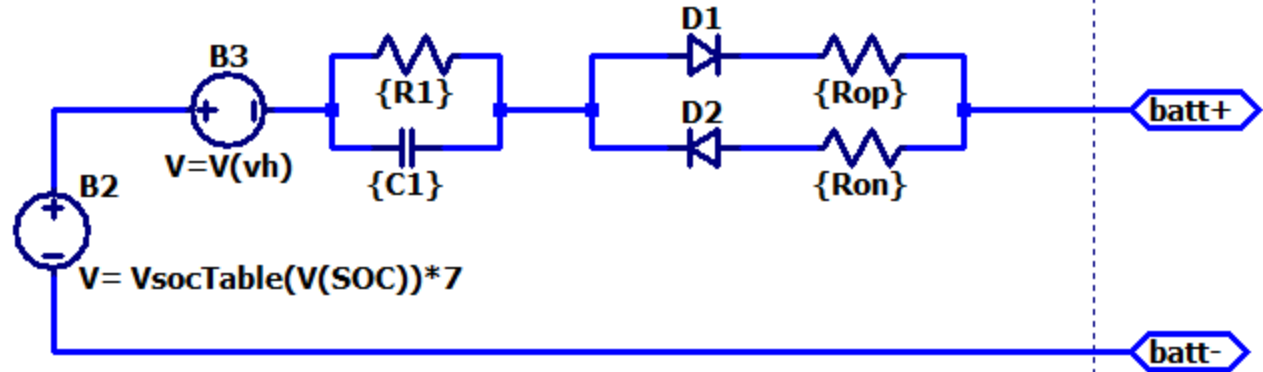 D1
B3
{R1}
{Rop}
D2
batt+
V=V(vh)
{C1}
{Ron}
B2
V= VsocTable(V(SOC))*7
batt-